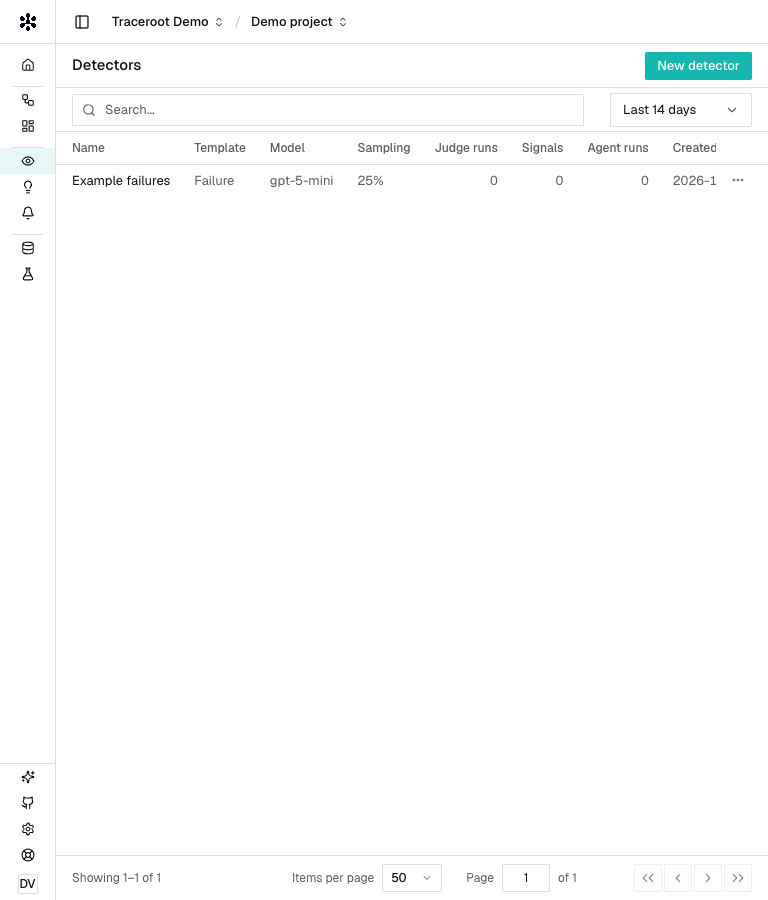 Traceroot Demo / Demo project
Detectors
New detector
Search...
Last 14 days
Name Template Model Sampling Judge runs Signals Agent runs Created
Example failures Failure gpt-5-mini 25% 0 0 0 2026-1
Showing 1–1 of 1
Items per page 50
Page 1 of 1
DV